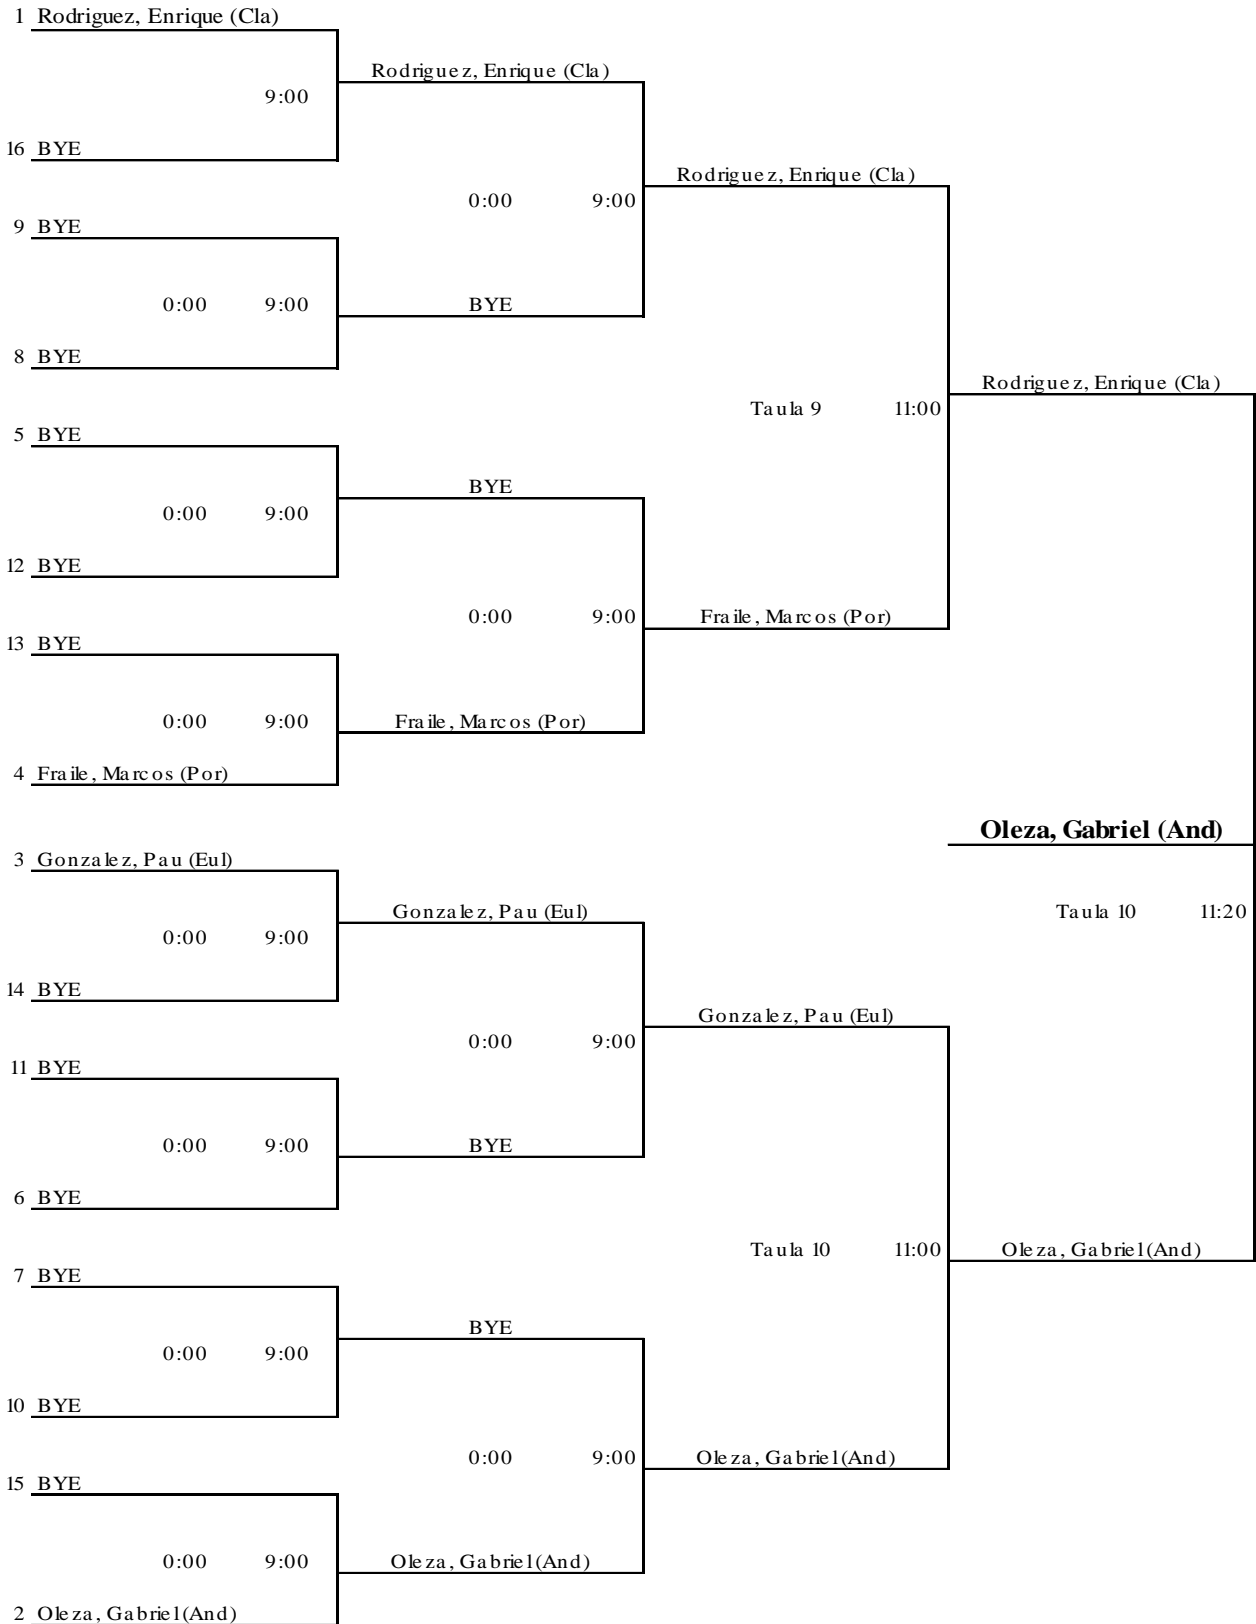 1 Rodriguez, Enrique (Cla)
Rodriguez, Enrique (Cla)
9:00
16 BYE
Rodriguez, Enrique (Cla)
0:00 9:00
9 BYE
0:00 9:00 BYE
8 BYE
Rodriguez, Enrique (Cla)
Taula 9 11:00
5 BYE
BYE
0:00 9:00
12 BYE
0:00 9:00 Fraile, Marcos (Por)
13 BYE
0:00 9:00 Fraile, Marcos (Por)
4 Fraile, Marcos (Por)
Oleza, Gabriel (And)
3 Gonzalez, Pau (Eul)
Gonzalez, Pau (Eul) Taula 10 11:20
0:00 9:00
14 BYE
Gonzalez, Pau (Eul)
0:00 9:00
11 BYE
0:00 9:00 BYE
6 BYE
Taula 10 11:00 Oleza, Gabriel (And)
7 BYE
BYE
0:00 9:00
10 BYE
0:00 9:00 Oleza, Gabriel (And)
15 BYE
0:00 9:00 Oleza, Gabriel (And)
2 Oleza, Gabriel (And)